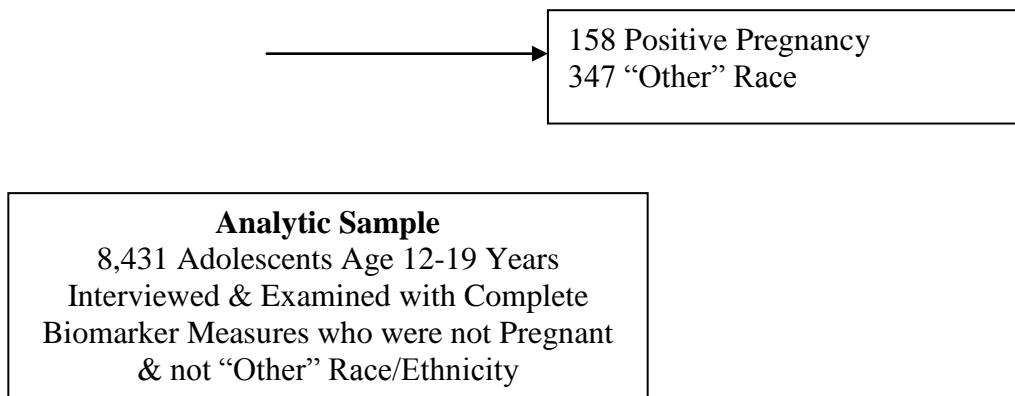 158 Positive Pregnancy
347 “Other” Race
Analytic Sample
8,431 Adolescents Age 12-19 Years
Interviewed & Examined with Complete
Biomarker Measures who were not Pregnant
& not “Other” Race/Ethnicity